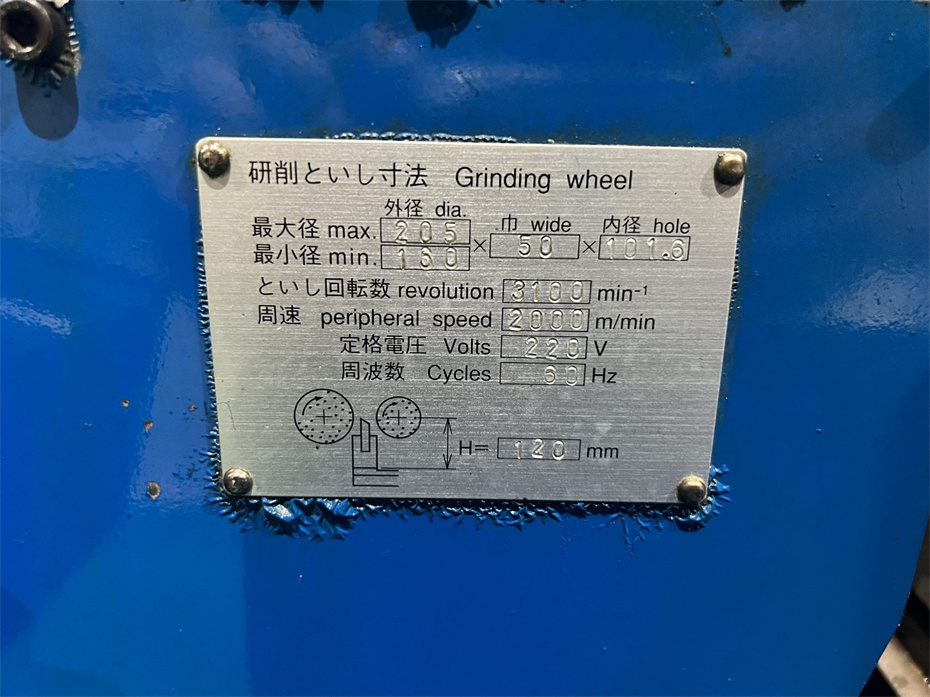 研削といし寸法 Grinding wheel
外径 dia. 巾 wide 内径 hole
最大径 max. 205 × 50 × 101.6
最小径 min. 160
といし回転数 revolution 3100 min⁻¹
周速 peripheral speed 2000 m/min
定格電圧 Volts 220 V
周波数 Cycles 60 Hz
H= 120 mm